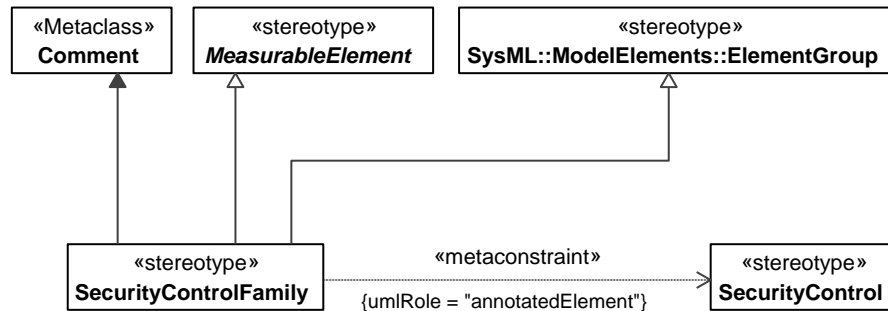 «Metaclass»
Comment
«stereotype»
MeasurableElement
«stereotype»
SysML::ModelElements::ElementGroup
«stereotype»
SecurityControlFamily
«metaconstraint»
{umlRole = "annotatedElement"}
«stereotype»
SecurityControl